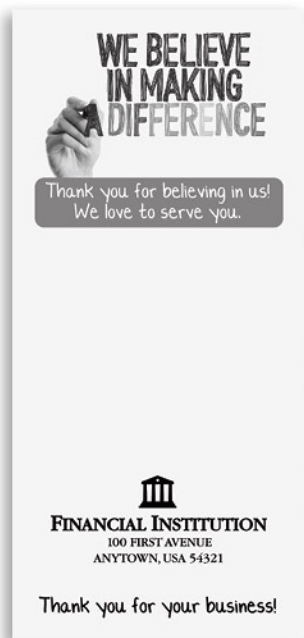 WE BELIEVE
IN MAKING
A DIFFERENCE
Thank you for believing in us!
We love to serve you.
FINANCIAL INSTITUTION
100 FIRST AVENUE
ANYTOWN, USA 54321
Thank you for your business!